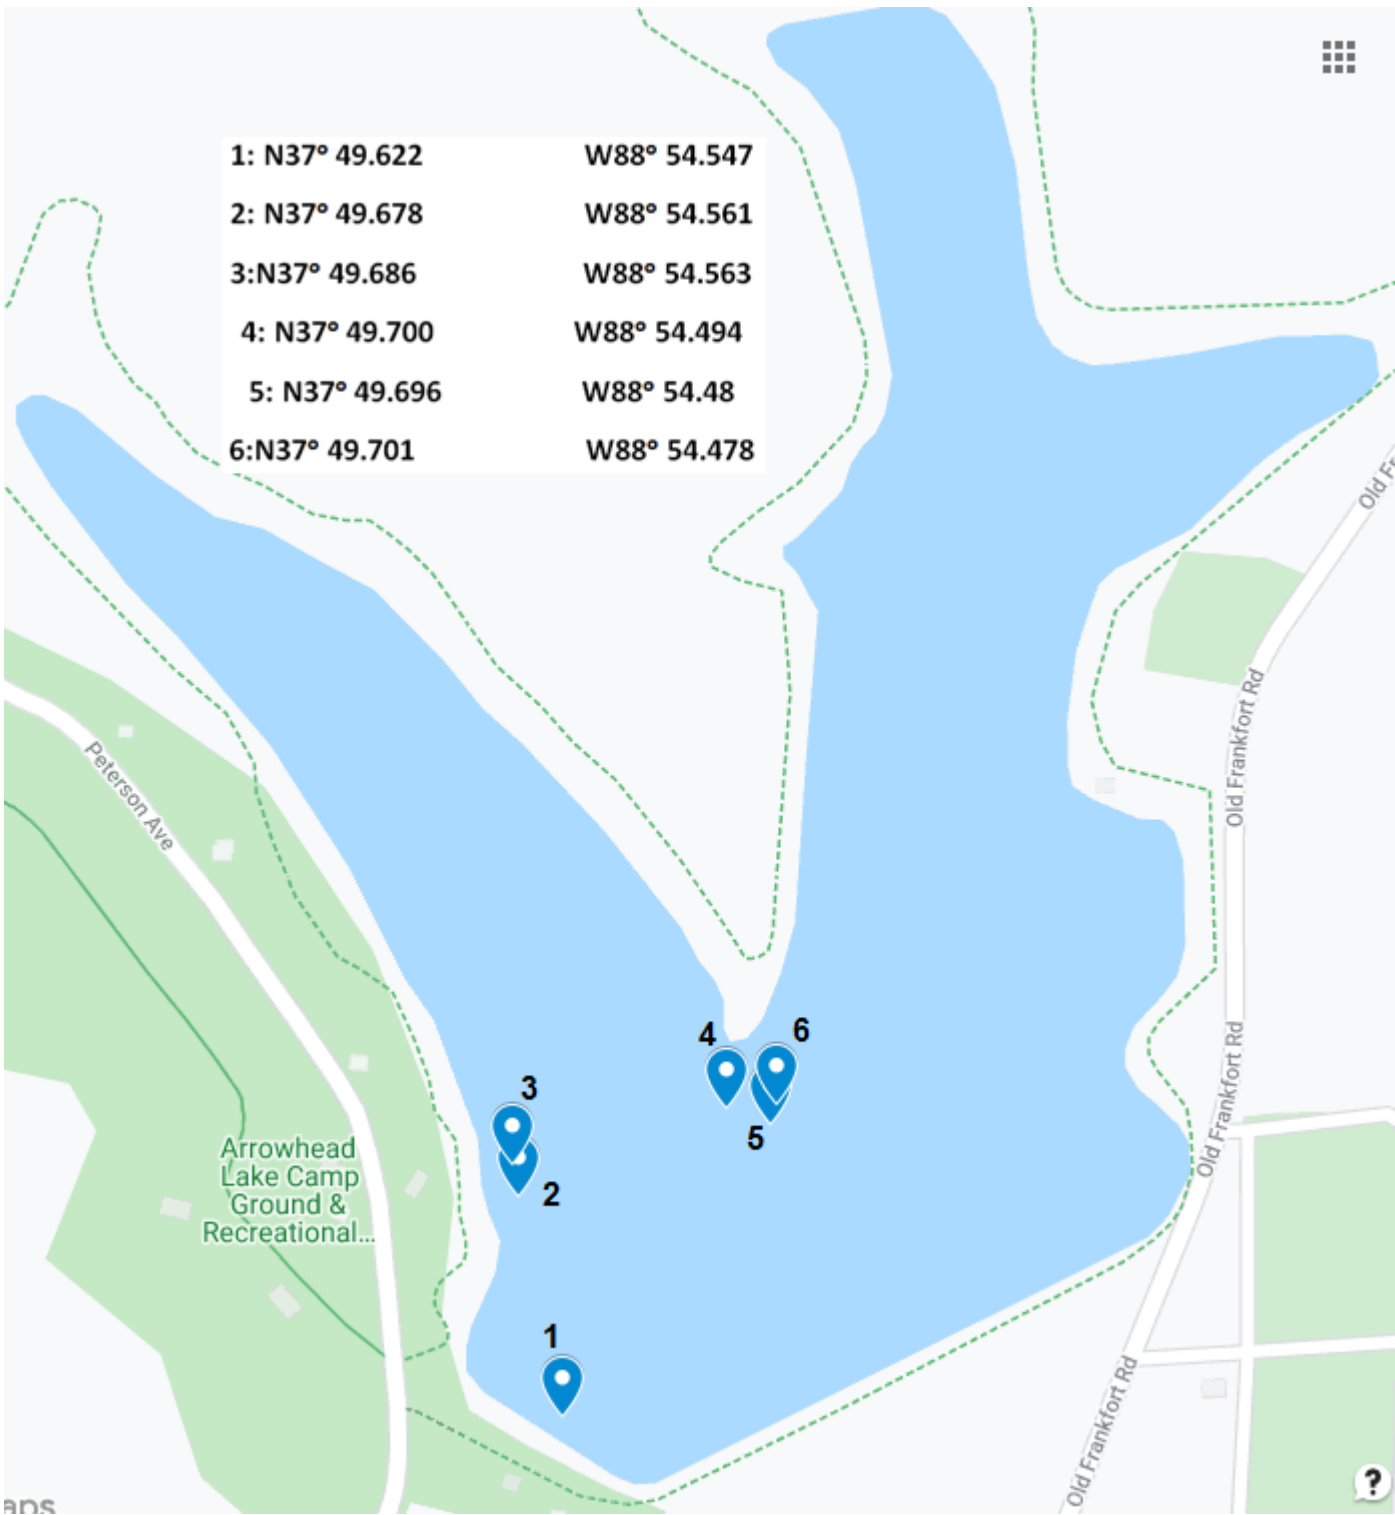 1: N37° 49.622 W88° 54.547
2: N37° 49.678 W88° 54.561
3:N37° 49.686 W88° 54.563
4: N37° 49.700 W88° 54.494
5: N37° 49.696 W88° 54.48
6:N37° 49.701 W88° 54.478
Old Fr
Old Frankfort Rd
Peterson Ave
4
6
3
5
2
Old Frankfort Rd
Arrowhead
Lake Camp
Ground &
Recreational...
1
Old Frankfort Rd
aps
?